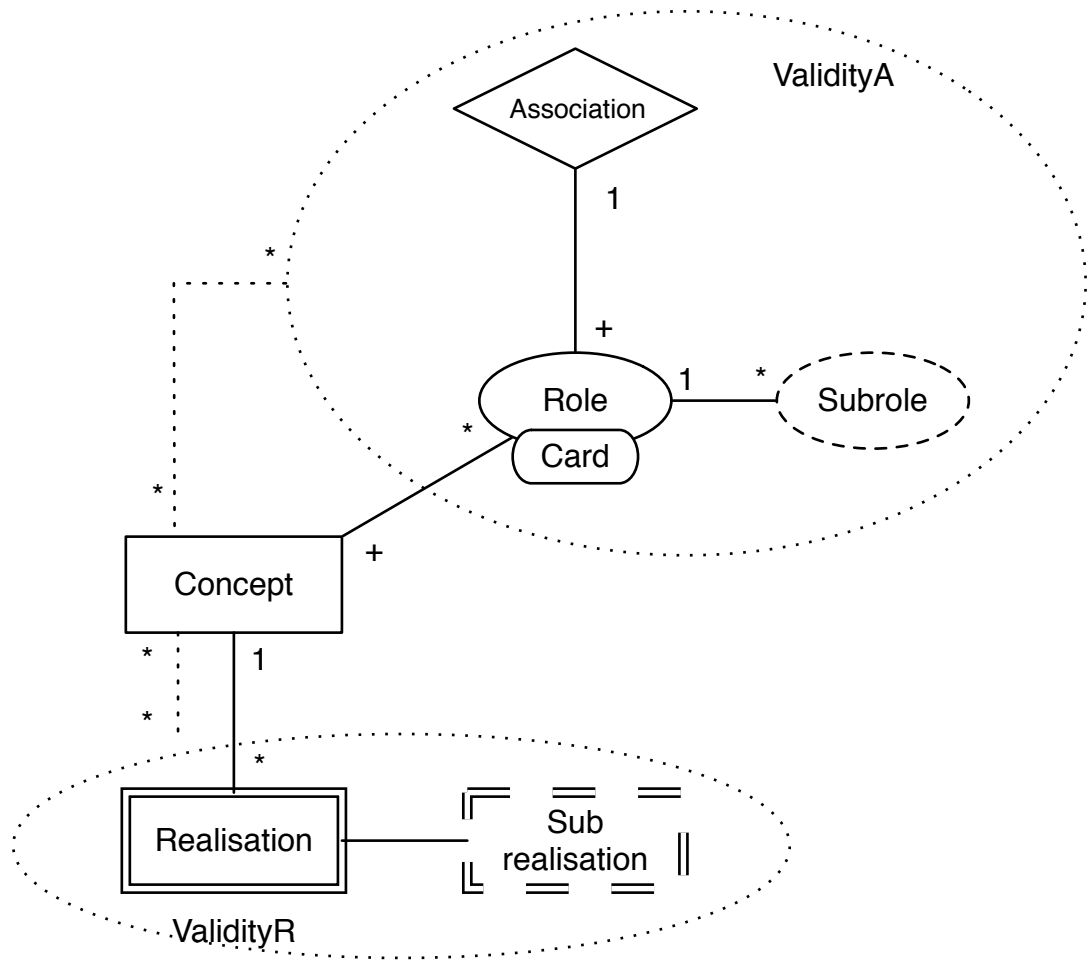 ValidityA
Association
1
*
+
1
*
Role
Subrole
*
Card
*
+
Concept
*
1
*
*
Sub
Realisation
realisation
ValidityR